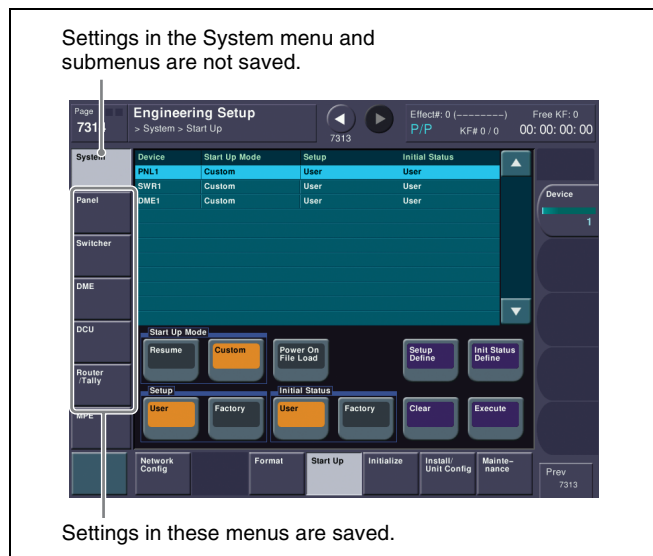 Settings in the System menu and
submenus are not saved.
Page
Engineering Setup
> System > Start Up
7313
Effect#: 0 (--------)
P/P KF# 0 / 0
Free KF: 0
00: 00: 00: 00
System
Device Start Up Mode Setup Initial Status
PNL1 Custom User User
SWR1 Custom User User
DME1 Custom User User
Device
1
Panel
Switcher
DME
DCU
Router
/Tally
MPE
Start Up Mode
Resume
Custom
Power On
File Load
Setup
Define
Init Status
Define
Setup
User
Factory
Initial Status
User
Factory
Clear
Execute
Network
Config
Format
Start Up
Initialize
Install/
Unit Config
Mainte-
nance
Prev
7313
Settings in these menus are saved.